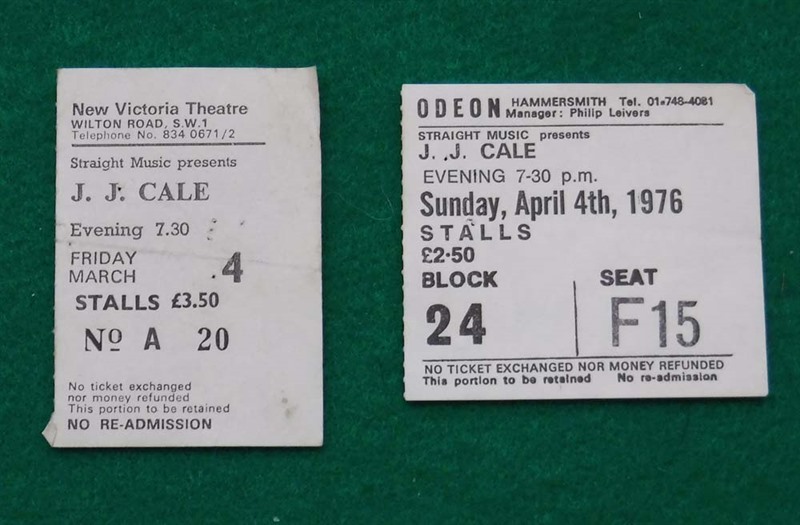 New Victoria Theatre
WILTON ROAD, S.W.1
Telephone No. 834 0671/2
Straight Music presents
J. J. CALE
Evening 7.30
FRIDAY
MARCH 4
STALLS £3.50
Nº A 20
No ticket exchanged
nor money refunded
This portion to be retained
NO RE-ADMISSION
ODEON HAMMERSMITH Tel. 01-748-4081
Manager: Philip Leivers
STRAIGHT MUSIC presents
J. J. CALE
EVENING 7-30 p.m.
Sunday, April 4th, 1976
STALLS
£2·50
BLOCK SEAT
24 F15
NO TICKET EXCHANGED NOR MONEY REFUNDED
This portion to be retained No re-admission